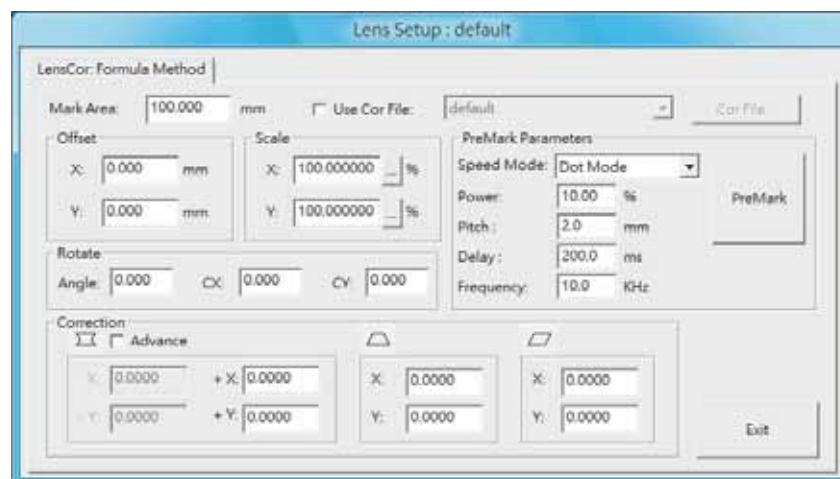 Lens Setup : default
LensCor: Formula Method
Mark Area: 100.000 mm Use Cor File: default Cor File
Offset
X: 0.000 mm
Y: 0.000 mm
Scale
X: 100.000000 ... %
Y: 100.000000 ... %
PreMark Parameters
Speed Mode: Dot Mode
Power: 10.00 %
Pitch : 2.0 mm
Delay : 200.0 ms
Frequency: 10.0 KHz
PreMark
Rotate
Angle: 0.000 CX: 0.000 CY: 0.000
Correction
Advance
X: 0.0000 + X: 0.0000
- Y: 0.0000 + Y: 0.0000
X: 0.0000
Y: 0.0000
X: 0.0000
Y: 0.0000
Exit